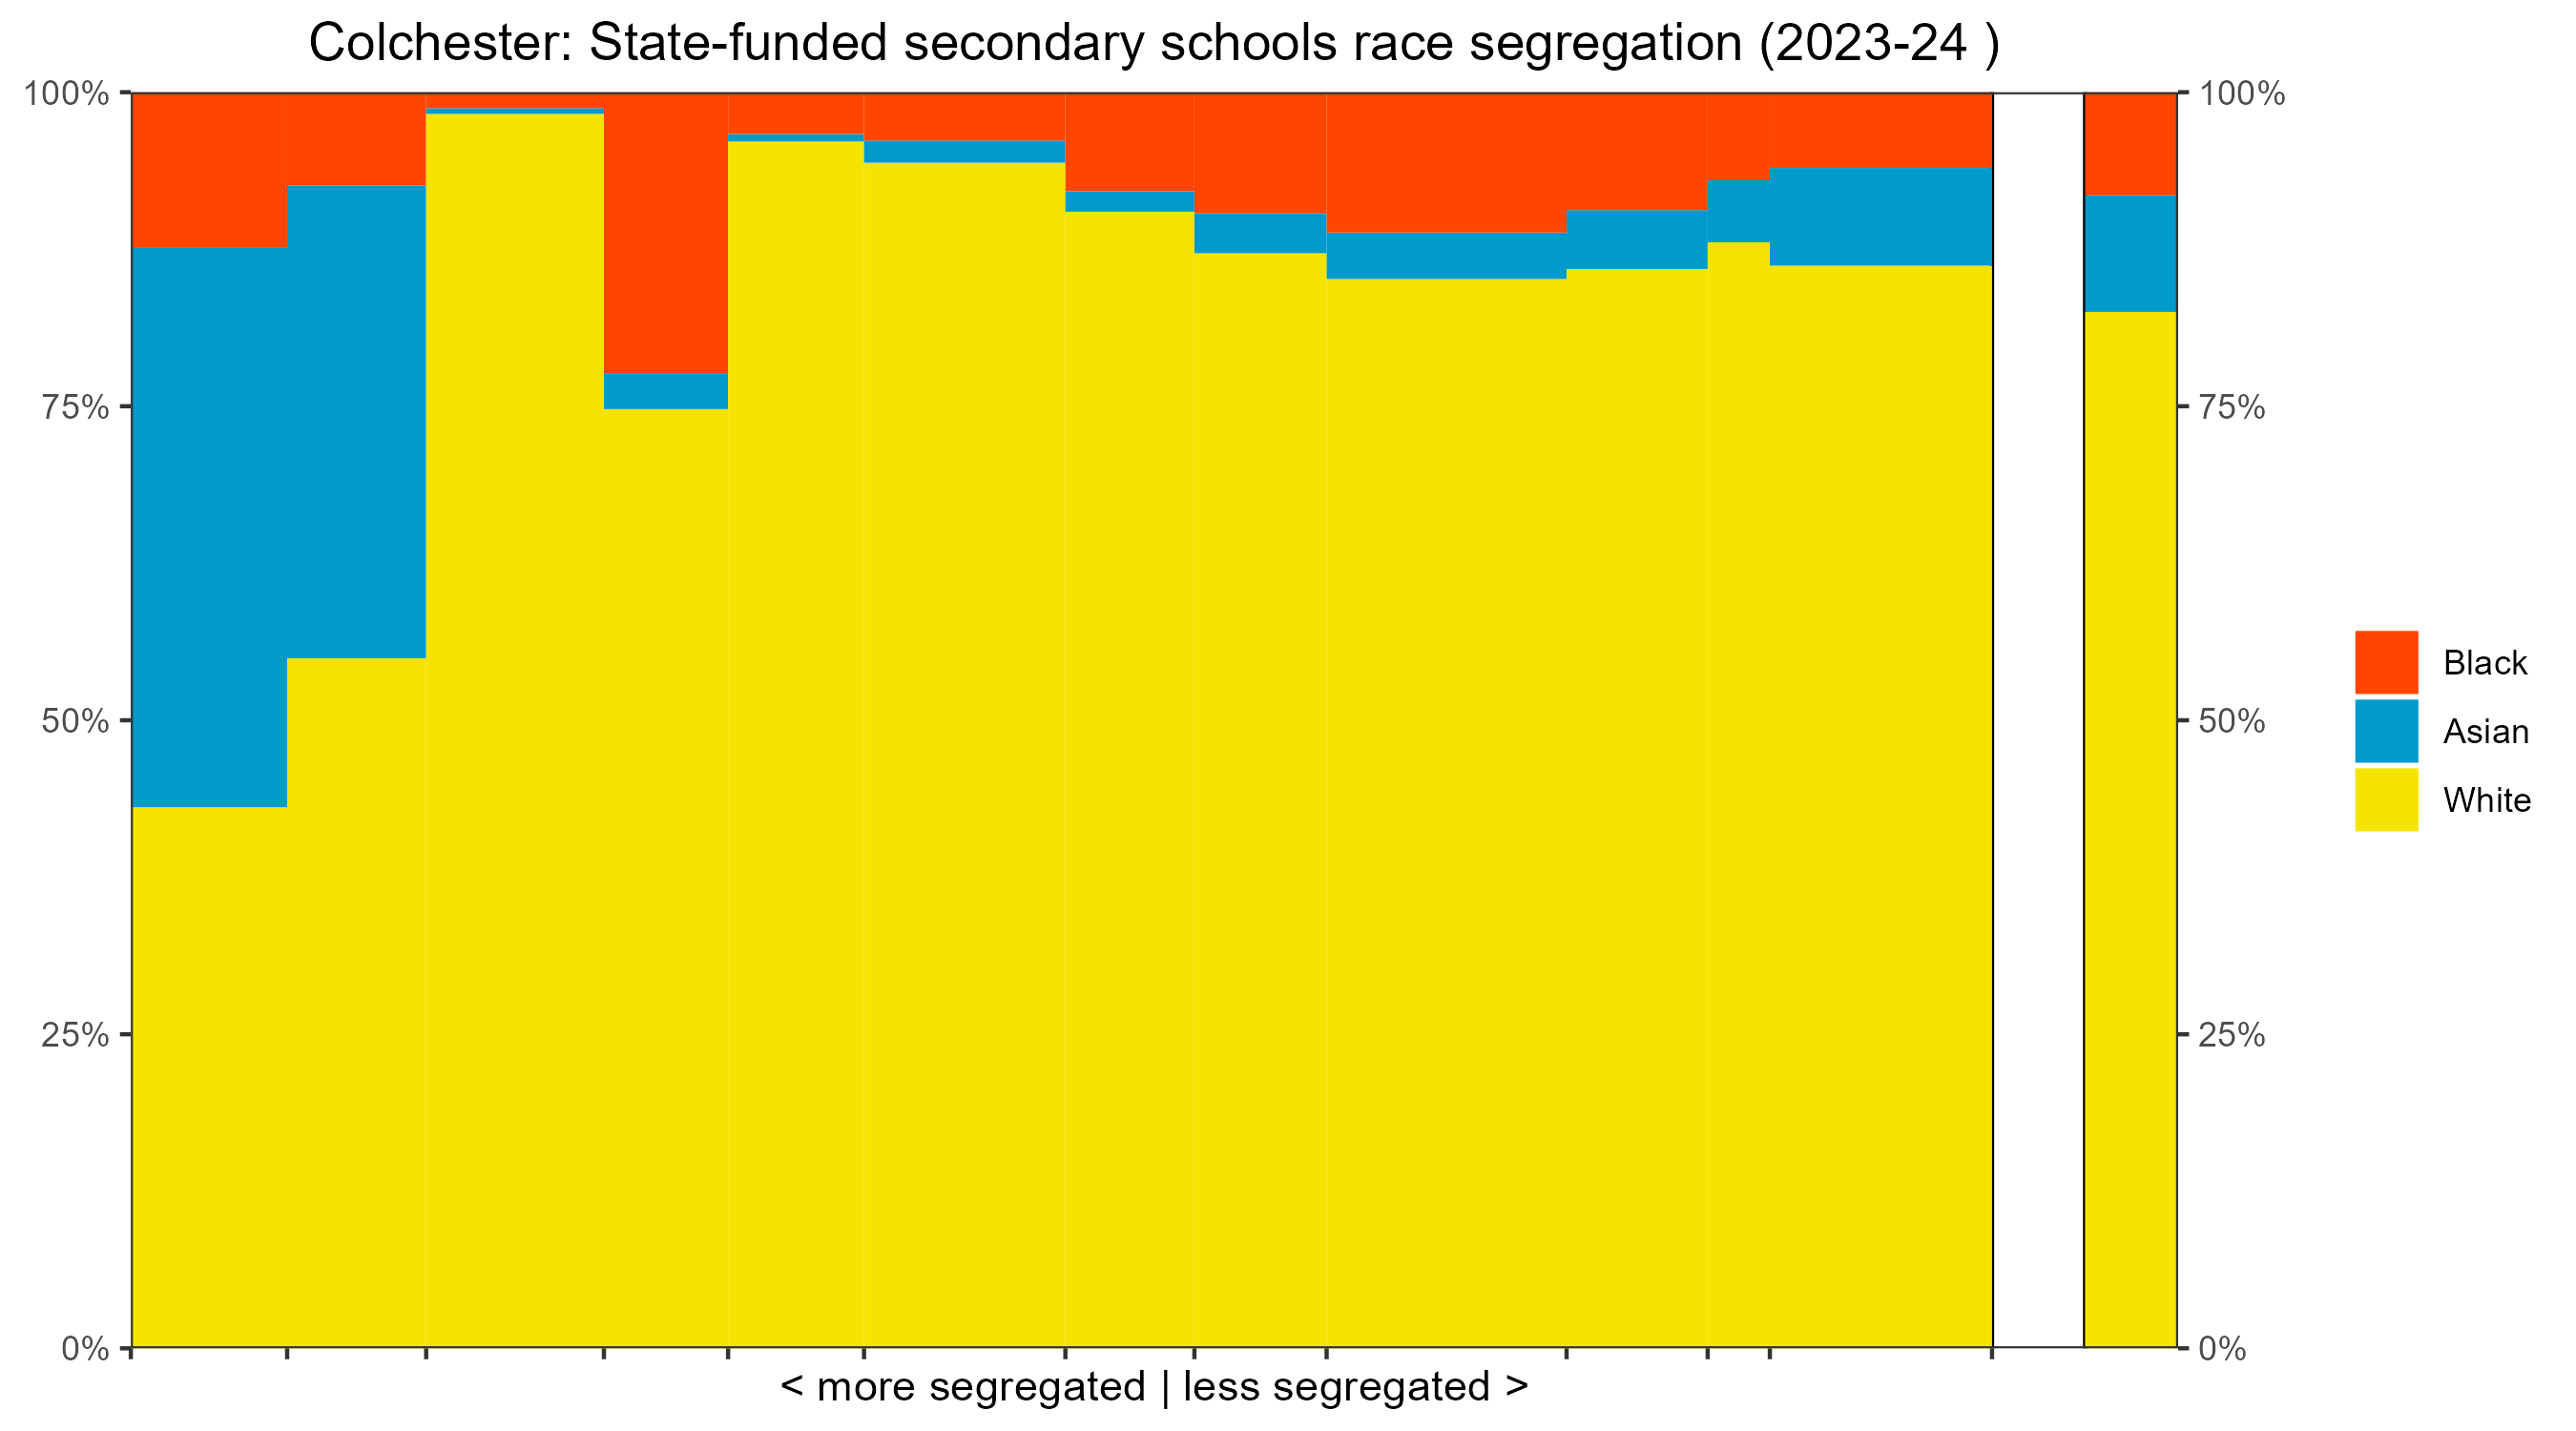 Colchester: State-funded secondary schools race segregation (2023-24 )
100%
75%
50%
25%
0%
100%
75%
50%
25%
0%
Black
Asian
White
< more segregated | less segregated >